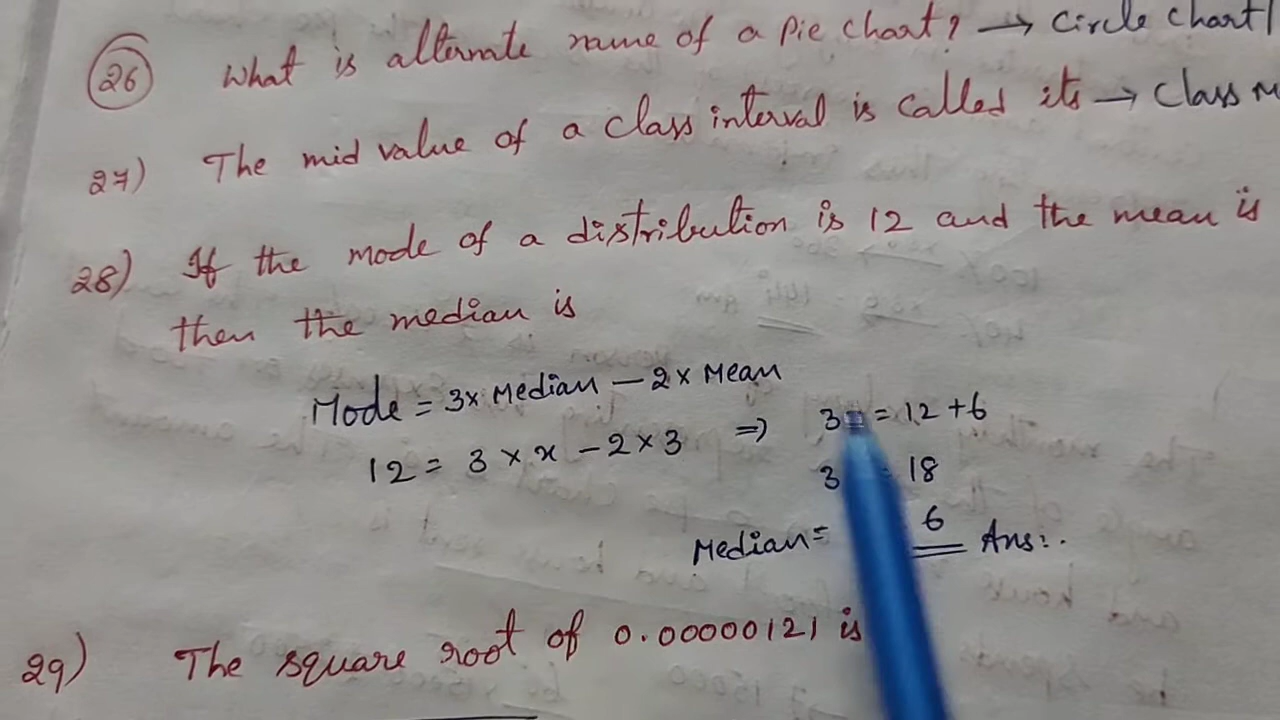 26 What is alternate name of a pie chart? → Circle chart
27) The mid value of a class interval is called its → Class M
28) If the mode of a distribution is 12 and the mean is
then the median is
Mode = 3 × Median - 2 × Mean
12 = 3 × x - 2 × 3 ⇒ 3 = 12 + 6
3 = 18
Median = 6 Ans:.
29) The square root of 0.00000121 is